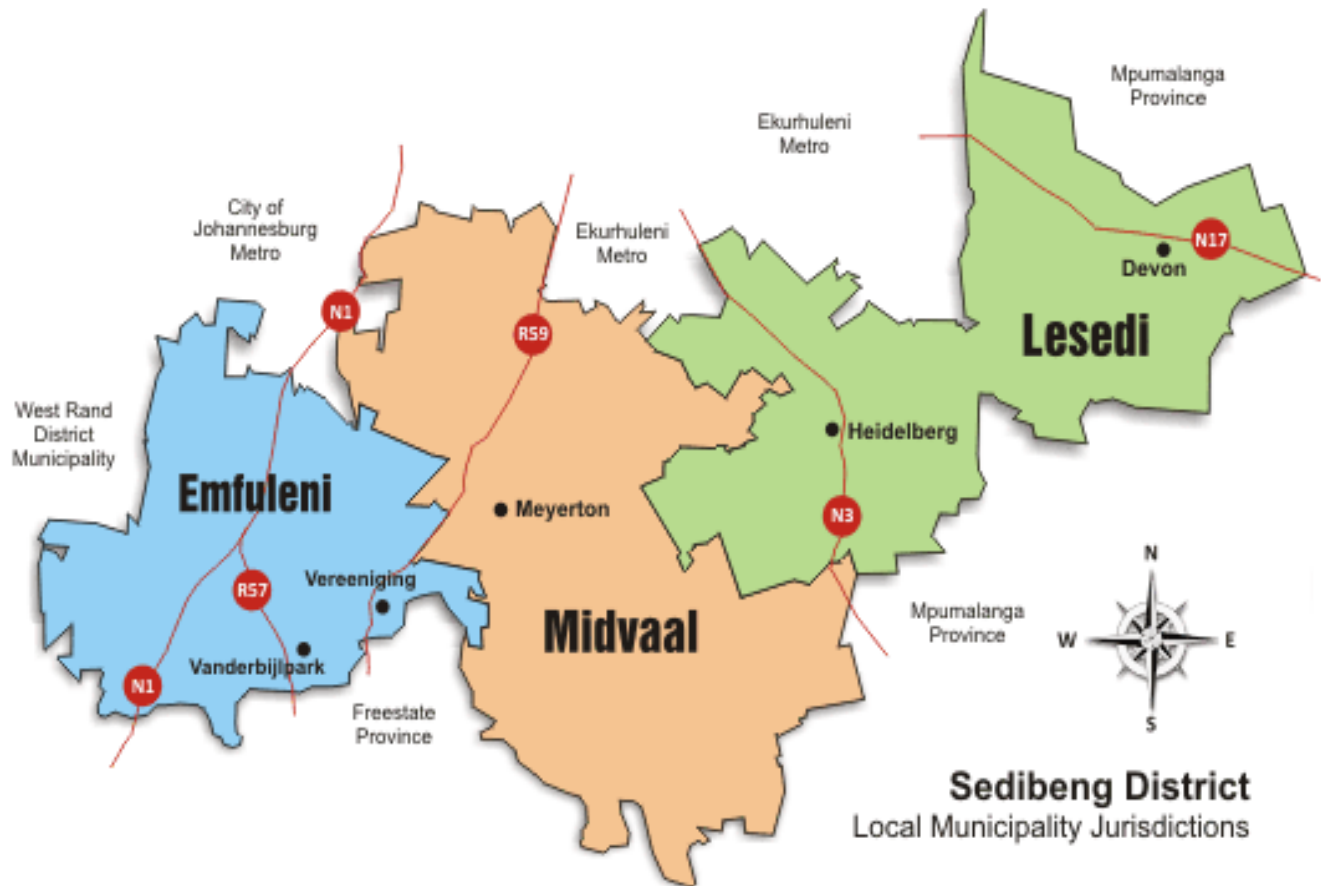 Mpumalanga
Province
Ekurhuleni
Metro
City of
Johannesburg
Metro
Ekurhuleni
Metro
N17
Devon
N1
R59
Lesedi
West Rand
District
Municipality
Heidelberg
Emfuleni
Meyerton
N3
N
Vereeniging
R57
Mpumalanga
Province
W
E
Midvaal
Vanderbijlpark
N1
Freestate
Province
S
Sedibeng District
Local Municipality Jurisdictions